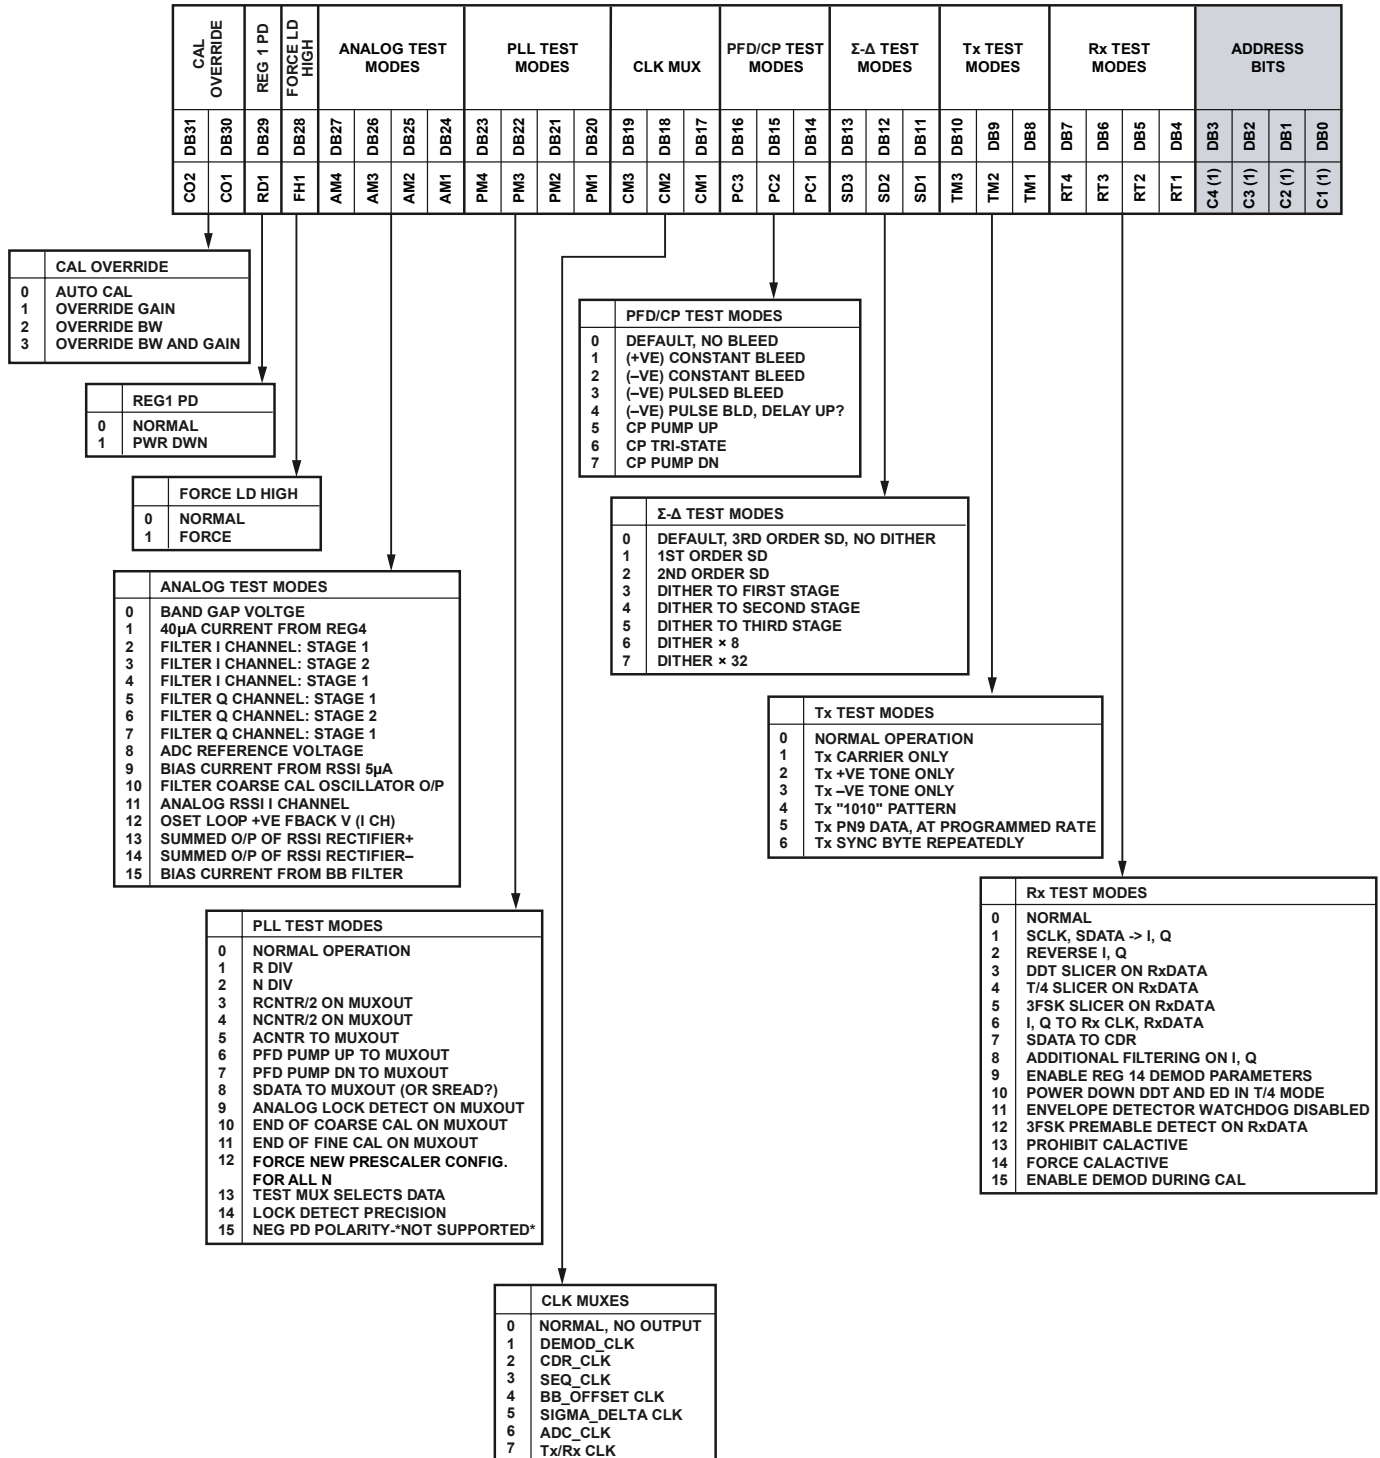 CAL OVERRIDE
REG 1 PD
FORCE LD HIGH
ANALOG TEST MODES
PLL TEST MODES
CLK MUX
PFD/CP TEST MODES
Σ-Δ TEST MODES
Tx TEST MODES
Rx TEST MODES
ADDRESS BITS
DB31 DB30 DB29 DB28 DB27 DB26 DB25 DB24 DB23 DB22 DB21 DB20 DB19 DB18 DB17 DB16 DB15 DB14 DB13 DB12 DB11 DB10 DB9 DB8 DB7 DB6 DB5 DB4 DB3 DB2 DB1 DB0
CO2 CO1 RD1 FH1 AM4 AM3 AM2 AM1 PM4 PM3 PM2 PM1 CM3 CM2 CM1 PC3 PC2 PC1 SD3 SD2 SD1 TM3 TM2 TM1 RT4 RT3 RT2 RT1 C4 (1) C3 (1) C2 (1) C1 (1)
CAL OVERRIDE
0 AUTO CAL
1 OVERRIDE GAIN
2 OVERRIDE BW
3 OVERRIDE BW AND GAIN
REG1 PD
0 NORMAL
1 PWR DWN
FORCE LD HIGH
0 NORMAL
1 FORCE
ANALOG TEST MODES
0 BAND GAP VOLTGE
1 40µA CURRENT FROM REG4
2 FILTER I CHANNEL: STAGE 1
3 FILTER I CHANNEL: STAGE 2
4 FILTER I CHANNEL: STAGE 1
5 FILTER Q CHANNEL: STAGE 1
6 FILTER Q CHANNEL: STAGE 2
7 FILTER Q CHANNEL: STAGE 1
8 ADC REFERENCE VOLTAGE
9 BIAS CURRENT FROM RSSI 5µA
10 FILTER COARSE CAL OSCILLATOR O/P
11 ANALOG RSSI I CHANNEL
12 OSET LOOP +VE FBACK V (I CH)
13 SUMMED O/P OF RSSI RECTIFIER+
14 SUMMED O/P OF RSSI RECTIFIER–
15 BIAS CURRENT FROM BB FILTER
PLL TEST MODES
0 NORMAL OPERATION
1 R DIV
2 N DIV
3 RCNTR/2 ON MUXOUT
4 NCNTR/2 ON MUXOUT
5 ACNTR TO MUXOUT
6 PFD PUMP UP TO MUXOUT
7 PFD PUMP DN TO MUXOUT
8 SDATA TO MUXOUT (OR SREAD?)
9 ANALOG LOCK DETECT ON MUXOUT
10 END OF COARSE CAL ON MUXOUT
11 END OF FINE CAL ON MUXOUT
12 FORCE NEW PRESCALER CONFIG.
FOR ALL N
13 TEST MUX SELECTS DATA
14 LOCK DETECT PRECISION
15 NEG PD POLARITY-*NOT SUPPORTED*
CLK MUXES
0 NORMAL, NO OUTPUT
1 DEMOD_CLK
2 CDR_CLK
3 SEQ_CLK
4 BB_OFFSET CLK
5 SIGMA_DELTA CLK
6 ADC_CLK
7 Tx/Rx CLK
PFD/CP TEST MODES
0 DEFAULT, NO BLEED
1 (+VE) CONSTANT BLEED
2 (–VE) CONSTANT BLEED
3 (–VE) PULSED BLEED
4 (–VE) PULSE BLD, DELAY UP?
5 CP PUMP UP
6 CP TRI-STATE
7 CP PUMP DN
Σ-Δ TEST MODES
0 DEFAULT, 3RD ORDER SD, NO DITHER
1 1ST ORDER SD
2 2ND ORDER SD
3 DITHER TO FIRST STAGE
4 DITHER TO SECOND STAGE
5 DITHER TO THIRD STAGE
6 DITHER × 8
7 DITHER × 32
Tx TEST MODES
0 NORMAL OPERATION
1 Tx CARRIER ONLY
2 Tx +VE TONE ONLY
3 Tx –VE TONE ONLY
4 Tx "1010" PATTERN
5 Tx PN9 DATA, AT PROGRAMMED RATE
6 Tx SYNC BYTE REPEATEDLY
Rx TEST MODES
0 NORMAL
1 SCLK, SDATA -> I, Q
2 REVERSE I, Q
3 DDT SLICER ON RxDATA
4 T/4 SLICER ON RxDATA
5 3FSK SLICER ON RxDATA
6 I, Q TO Rx CLK, RxDATA
7 SDATA TO CDR
8 ADDITIONAL FILTERING ON I, Q
9 ENABLE REG 14 DEMOD PARAMETERS
10 POWER DOWN DDT AND ED IN T/4 MODE
11 ENVELOPE DETECTOR WATCHDOG DISABLED
12 3FSK PREMABLE DETECT ON RxDATA
13 PROHIBIT CALACTIVE
14 FORCE CALACTIVE
15 ENABLE DEMOD DURING CAL